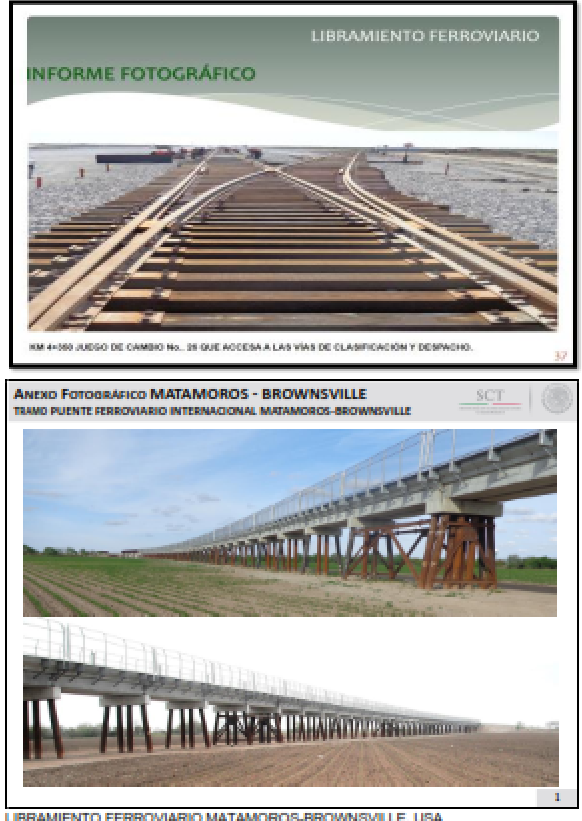 LIBRAMIENTO FERROVIARIO
INFORME FOTOGRÁFICO
KM 4+350 JUEGO DE CAMBIO No.. 25 QUE ACCESA A LAS VÍAS DE CLASIFICACIÓN Y DESPACHO.
37
ANEXO FOTOGRÁFICO MATAMOROS - BROWNSVILLE
TRAMO PUENTE FERROVIARIO INTERNACIONAL MATAMOROS-BROWNSVILLE
SCT
1
LIBRAMIENTO FERROVIARIO MATAMOROS-BROWNSVILLE, USA